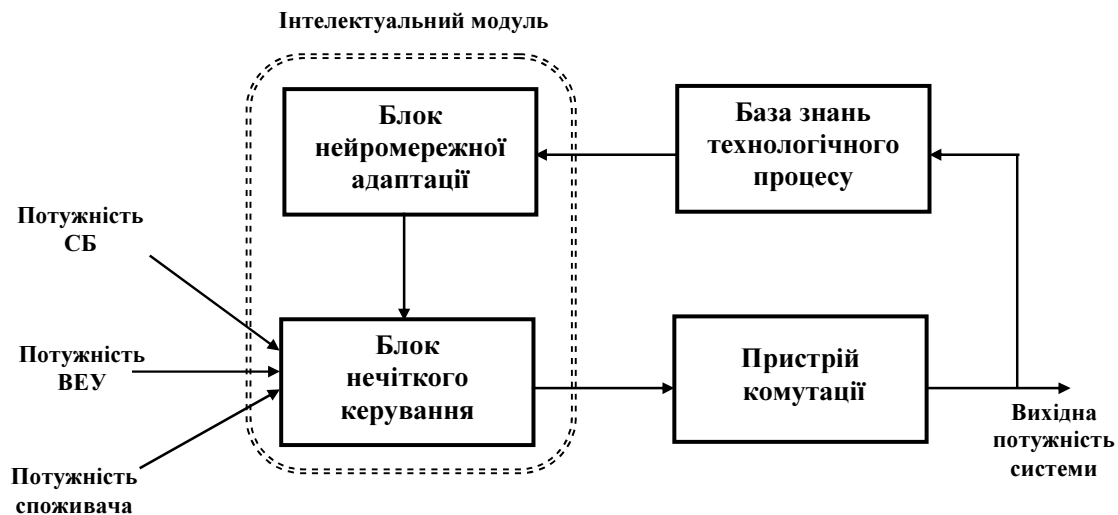 Інтелектуальний модуль
Блок
нейромережної
адаптації
База знань
технологічного
процесу
Потужність
СБ
Потужність
ВЕУ
Потужність
споживача
Блок
нечіткого
керування
Пристрій
комутації
Вихідна
потужність
системи